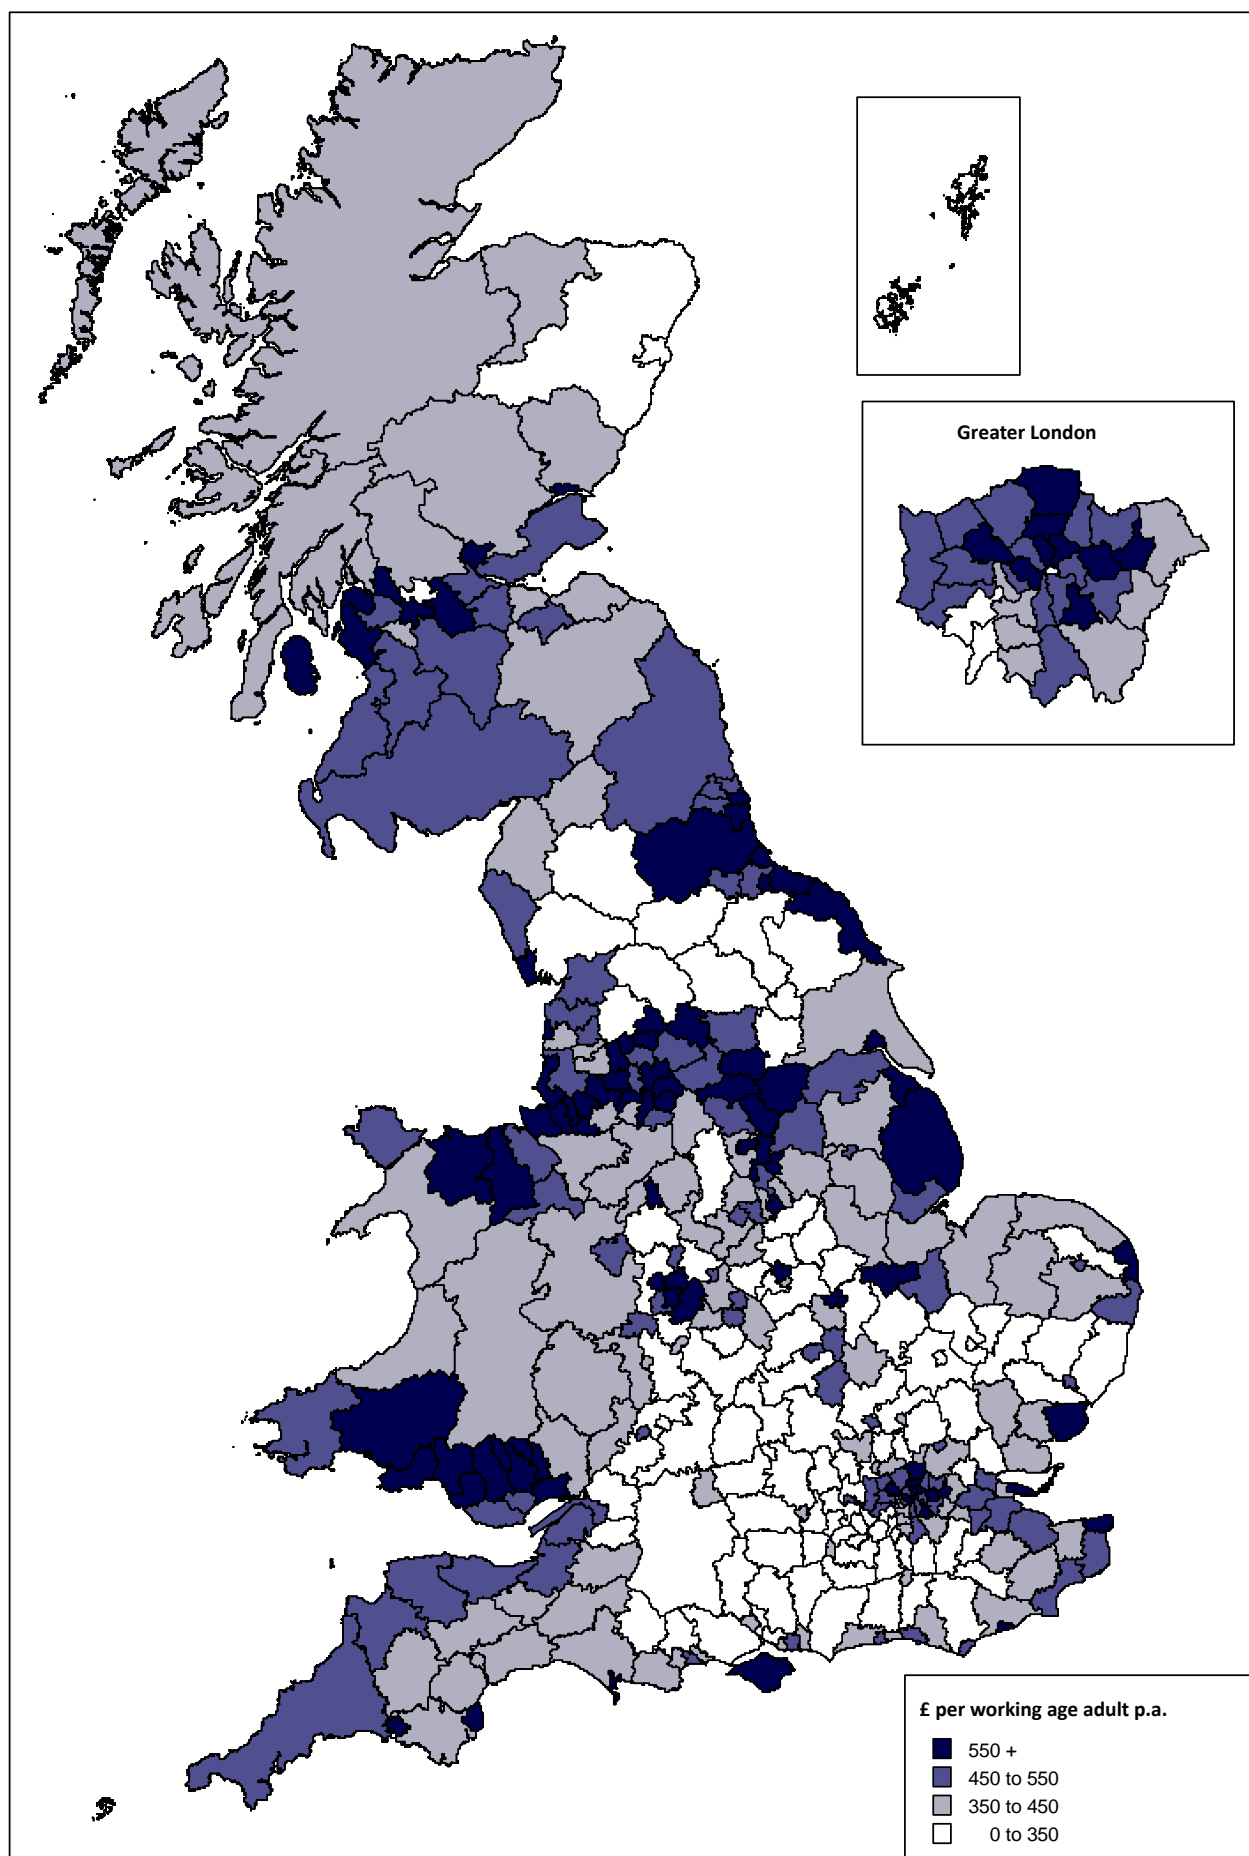 Greater London
£ per working age adult p.a.
550 +
450 to 550
350 to 450
0 to 350